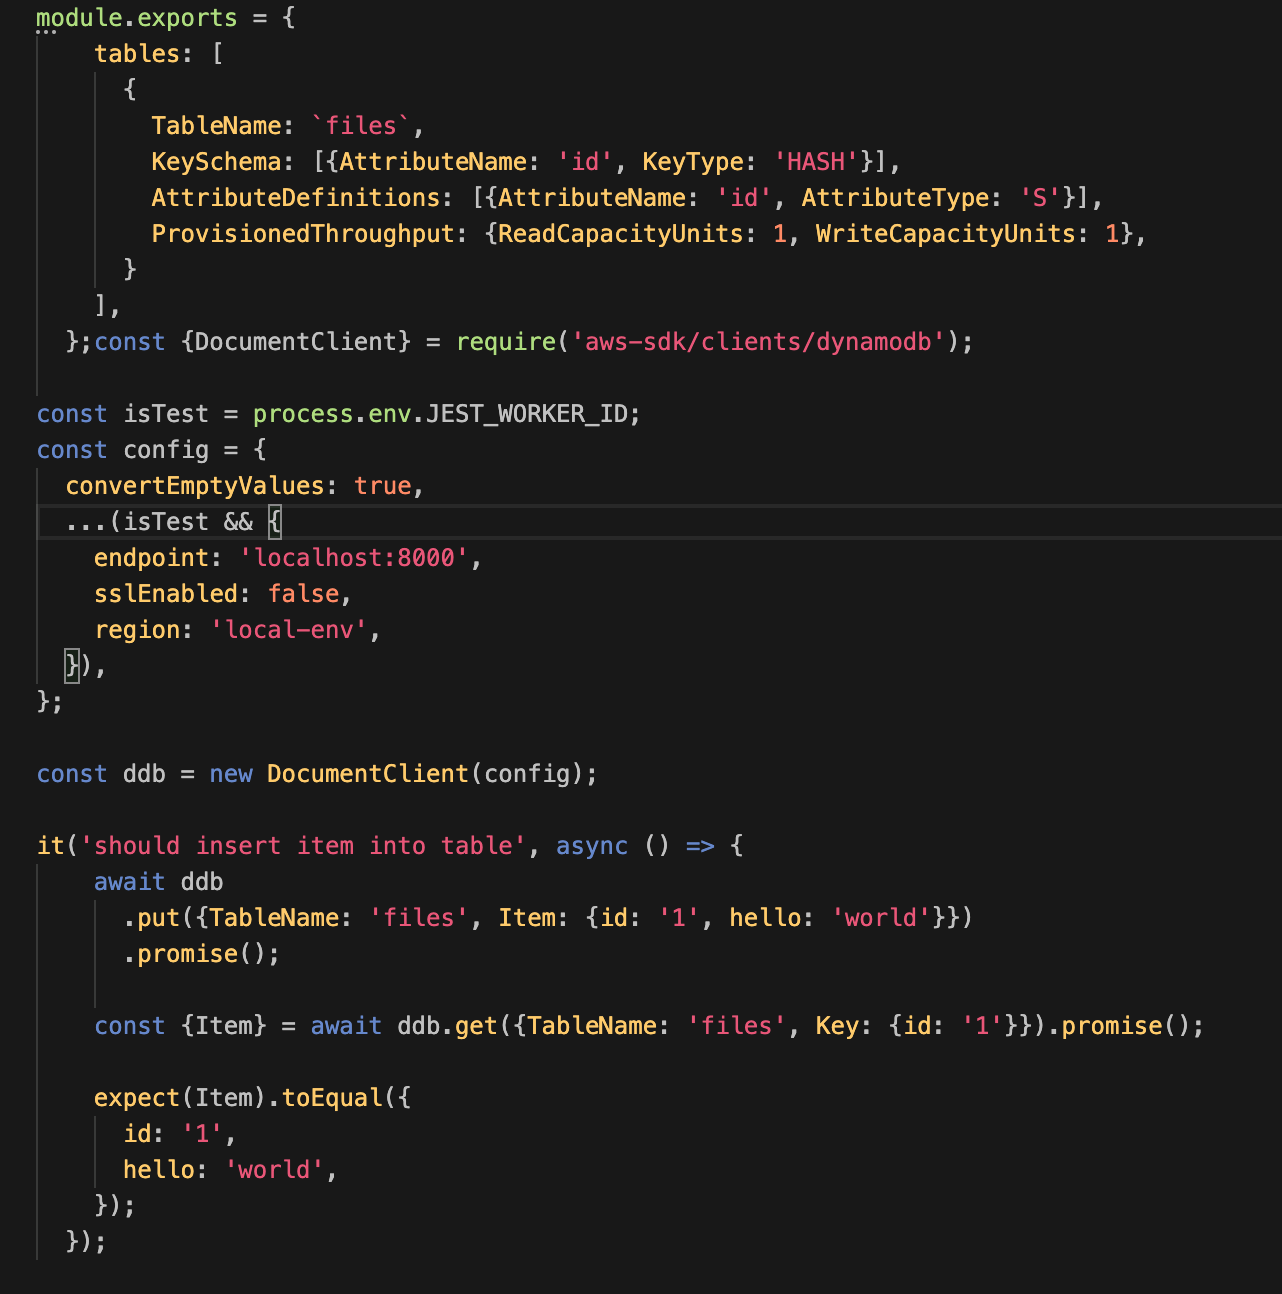 module.exports = {
tables: [
{
TableName: `files`,
KeySchema: [{AttributeName: 'id', KeyType: 'HASH'}],
AttributeDefinitions: [{AttributeName: 'id', AttributeType: 'S'}],
ProvisionedThroughput: {ReadCapacityUnits: 1, WriteCapacityUnits: 1},
}
],
};const {DocumentClient} = require('aws-sdk/clients/dynamodb');
const isTest = process.env.JEST_WORKER_ID;
const config = {
convertEmptyValues: true,
...(isTest && {
endpoint: 'localhost:8000',
sslEnabled: false,
region: 'local-env',
}),
};
const ddb = new DocumentClient(config);
it('should insert item into table', async () => {
await ddb
.put({TableName: 'files', Item: {id: '1', hello: 'world'}})
.promise();
const {Item} = await ddb.get({TableName: 'files', Key: {id: '1'}}).promise();
expect(Item).toEqual({
id: '1',
hello: 'world',
});
});